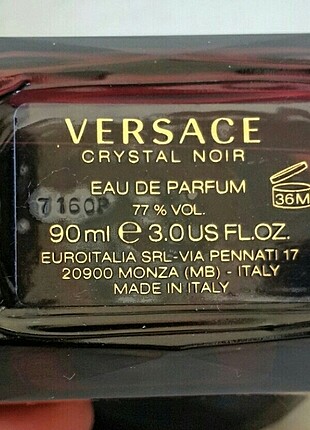 VERSACE
CRYSTAL NOIR
EAU DE PARFUM
77 % VOL.
90ml e 3.0 US FL.OZ.
EUROITALIA SRL-VIA PENNATI 17
20900 MONZA (MB) - ITALY
MADE IN ITALY
36M